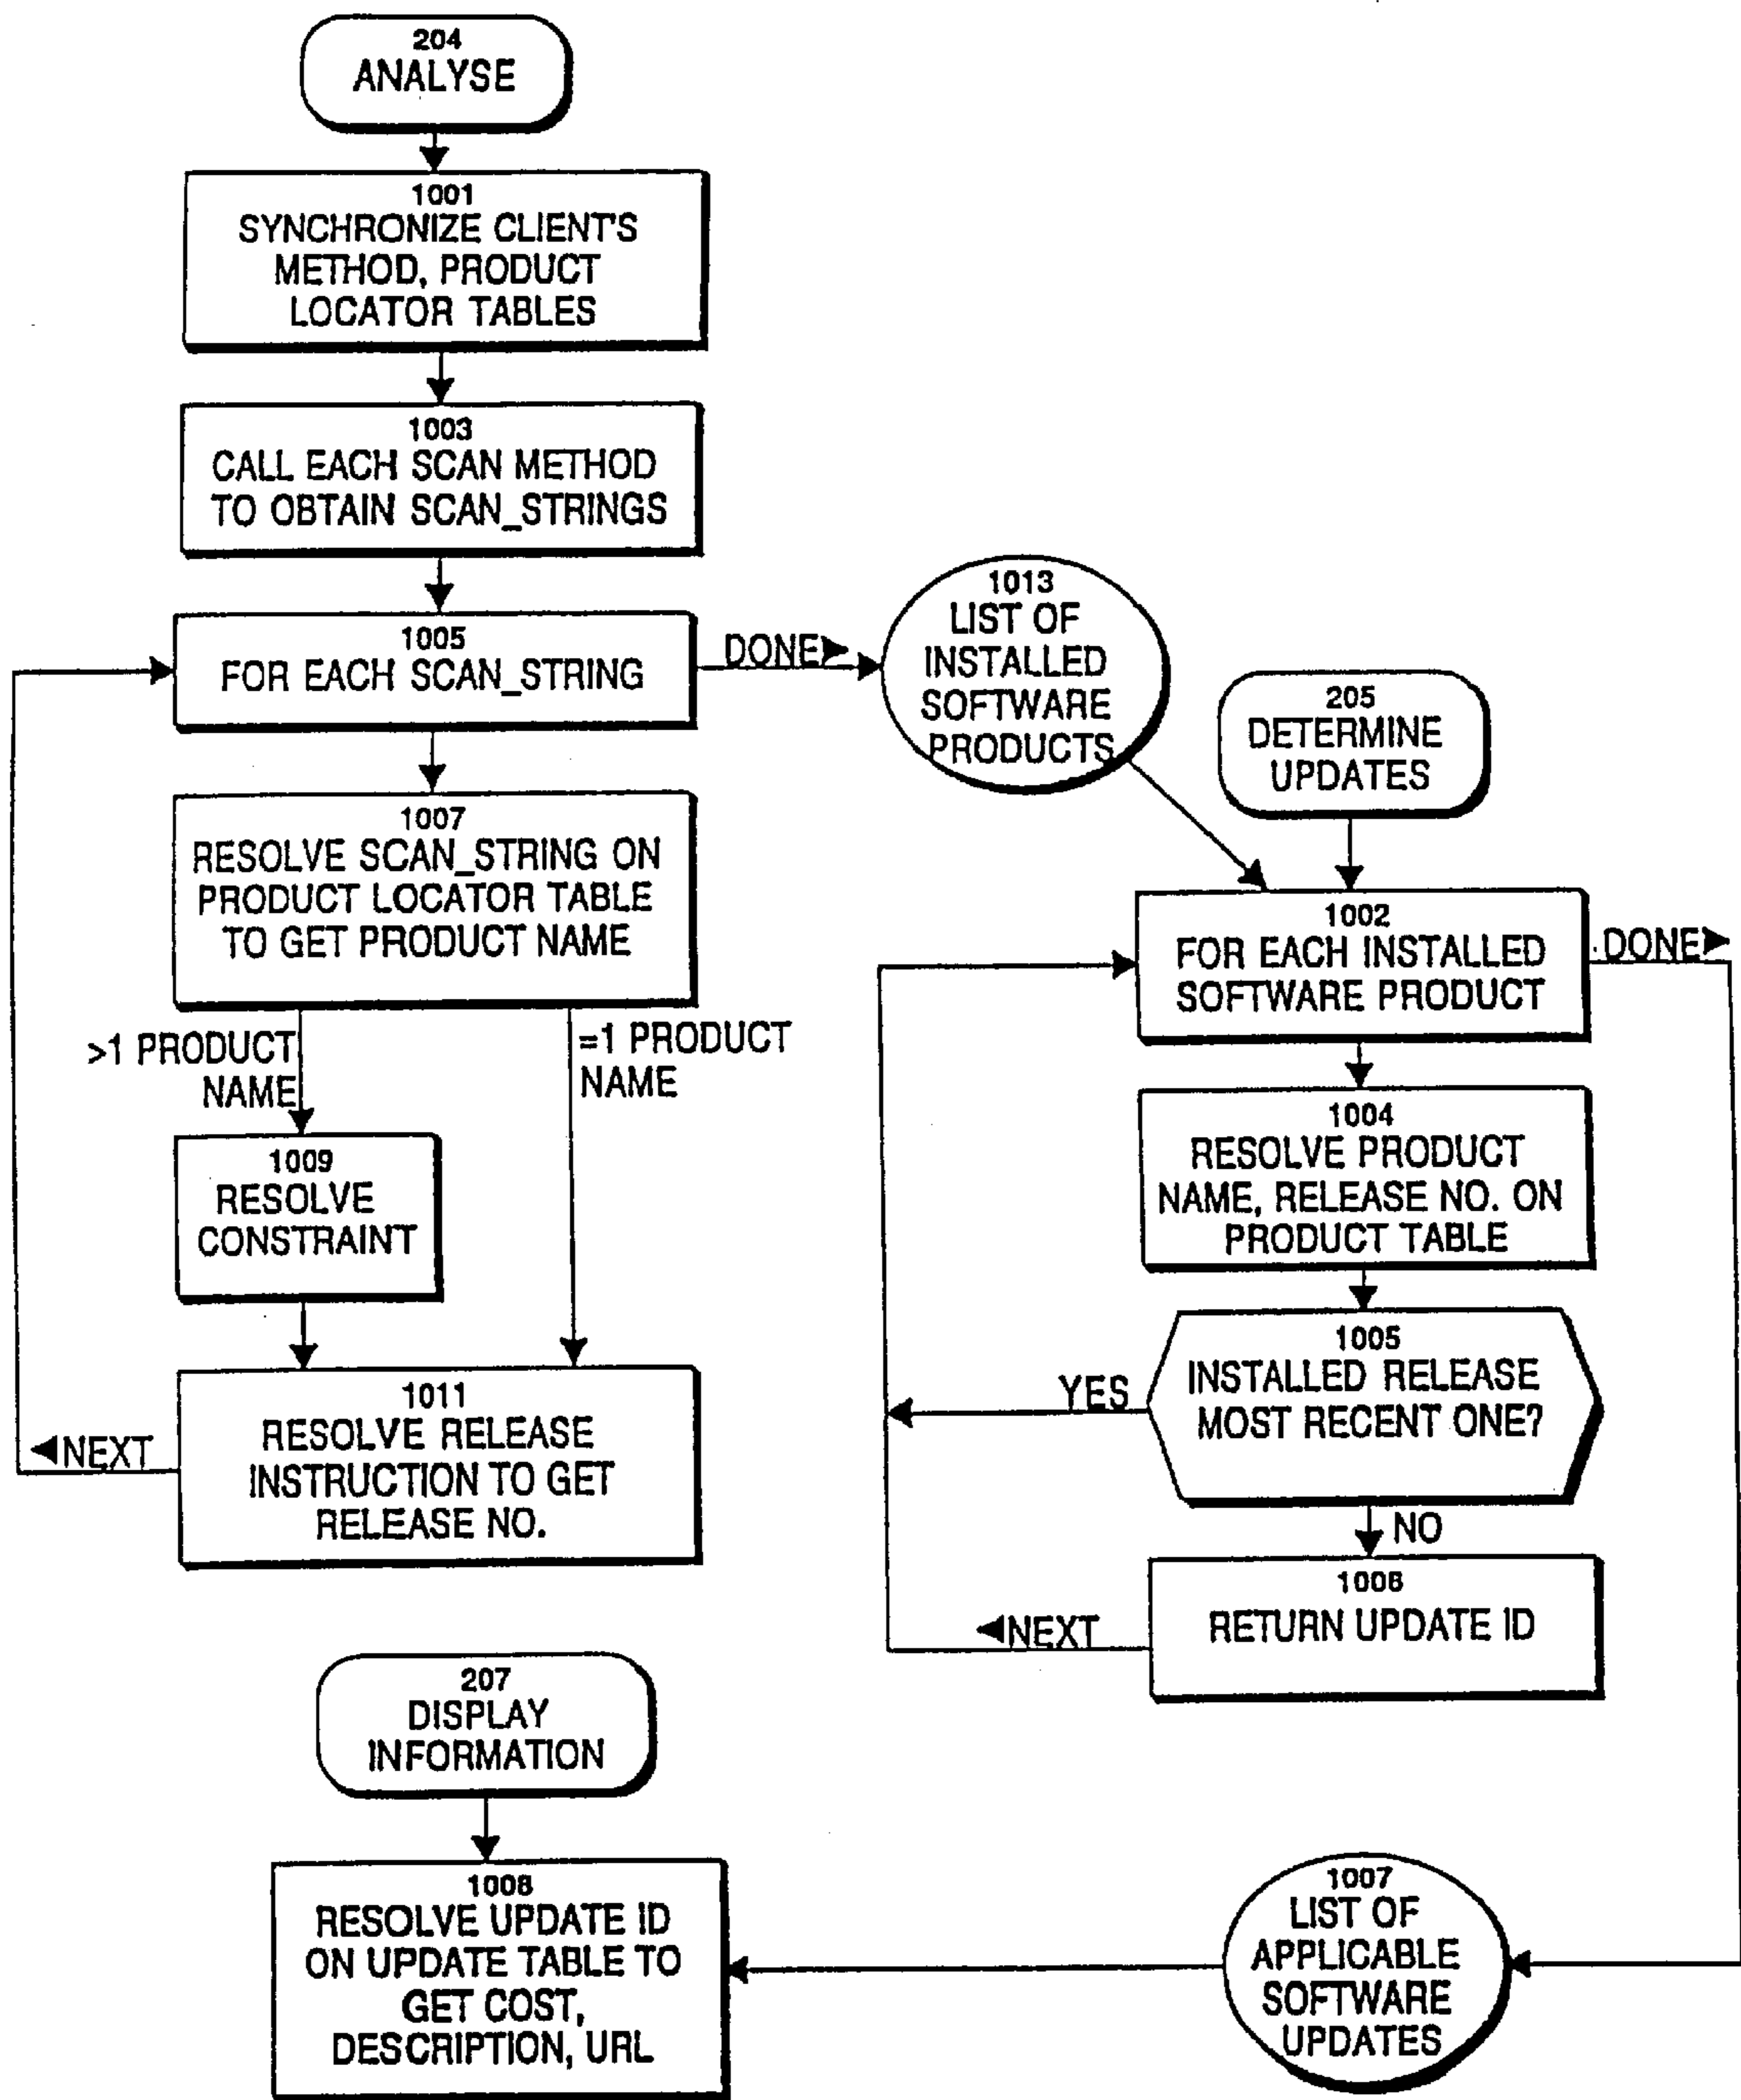 204
ANALYSE
1001
SYNCHRONIZE CLIENT'S
METHOD, PRODUCT
LOCATOR TABLES
1003
CALL EACH SCAN METHOD
TO OBTAIN SCAN_STRINGS
1005
FOR EACH SCAN_STRING
DONE
1007
RESOLVE SCAN_STRING ON
PRODUCT LOCATOR TABLE
TO GET PRODUCT NAME
>1 PRODUCT
NAME
=1 PRODUCT
NAME
1009
RESOLVE
CONSTRAINT
1011
RESOLVE RELEASE
INSTRUCTION TO GET
RELEASE NO.
NEXT
1013
LIST OF
INSTALLED
SOFTWARE
PRODUCTS
205
DETERMINE
UPDATES
1002
FOR EACH INSTALLED
SOFTWARE PRODUCT
DONE
1004
RESOLVE PRODUCT
NAME, RELEASE NO. ON
PRODUCT TABLE
1005
INSTALLED RELEASE
MOST RECENT ONE?
YES
NO
1006
RETURN UPDATE ID
NEXT
207
DISPLAY
INFORMATION
1008
RESOLVE UPDATE ID
ON UPDATE TABLE TO
GET COST,
DESCRIPTION, URL
1007
LIST OF
APPLICABLE
SOFTWARE
UPDATES